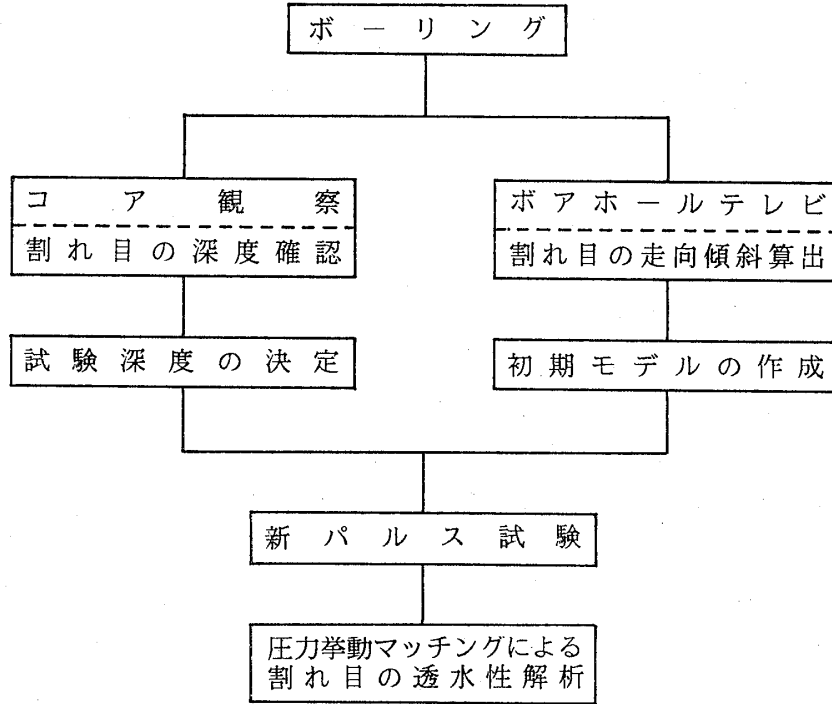 ボーリング
コア観察
割れ目の深度確認
試験深度の決定
ボアホールテレビ
割れ目の走向傾斜算出
初期モデルの作成
新パルス試験
圧力挙動マッチングによる
割れ目の透水性解析